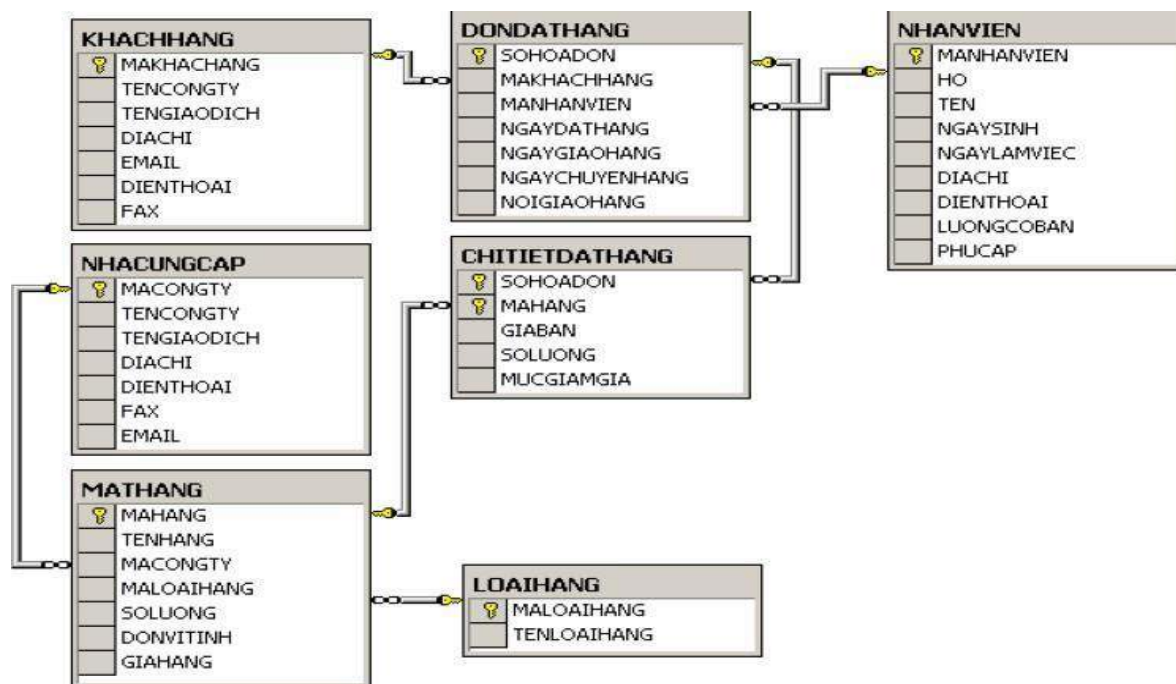 KHACHHANG
MAKHACHANG
TENCONGTY
TENGIAODICH
DIACHI
EMAIL
DIENTHOAI
FAX
DONDATHANG
SOHOADON
MAKHACHHANG
MANHANVIEN
NGAYDATHANG
NGAYGIAOHANG
NGAYCHUYENHANG
NOIGIAOHANG
NHANVIEN
MANHANVIEN
HO
TEN
NGAYSINH
NGAYLAMVIEC
DIACHI
DIENTHOAI
LUONGCOBAN
PHUCAP
NHACUNGCAP
MACONGTY
TENCONGTY
TENGIAODICH
DIACHI
DIENTHOAI
FAX
EMAIL
CHITIETDATHANG
SOHOADON
MAHANG
GIABAN
SOLUONG
MUCGIAMGIA
MATHANG
MAHANG
TENHANG
MACONGTY
MALOAIHANG
SOLUONG
DONVITINH
GIAHANG
LOAIHANG
MALOAIHANG
TENLOAIHANG